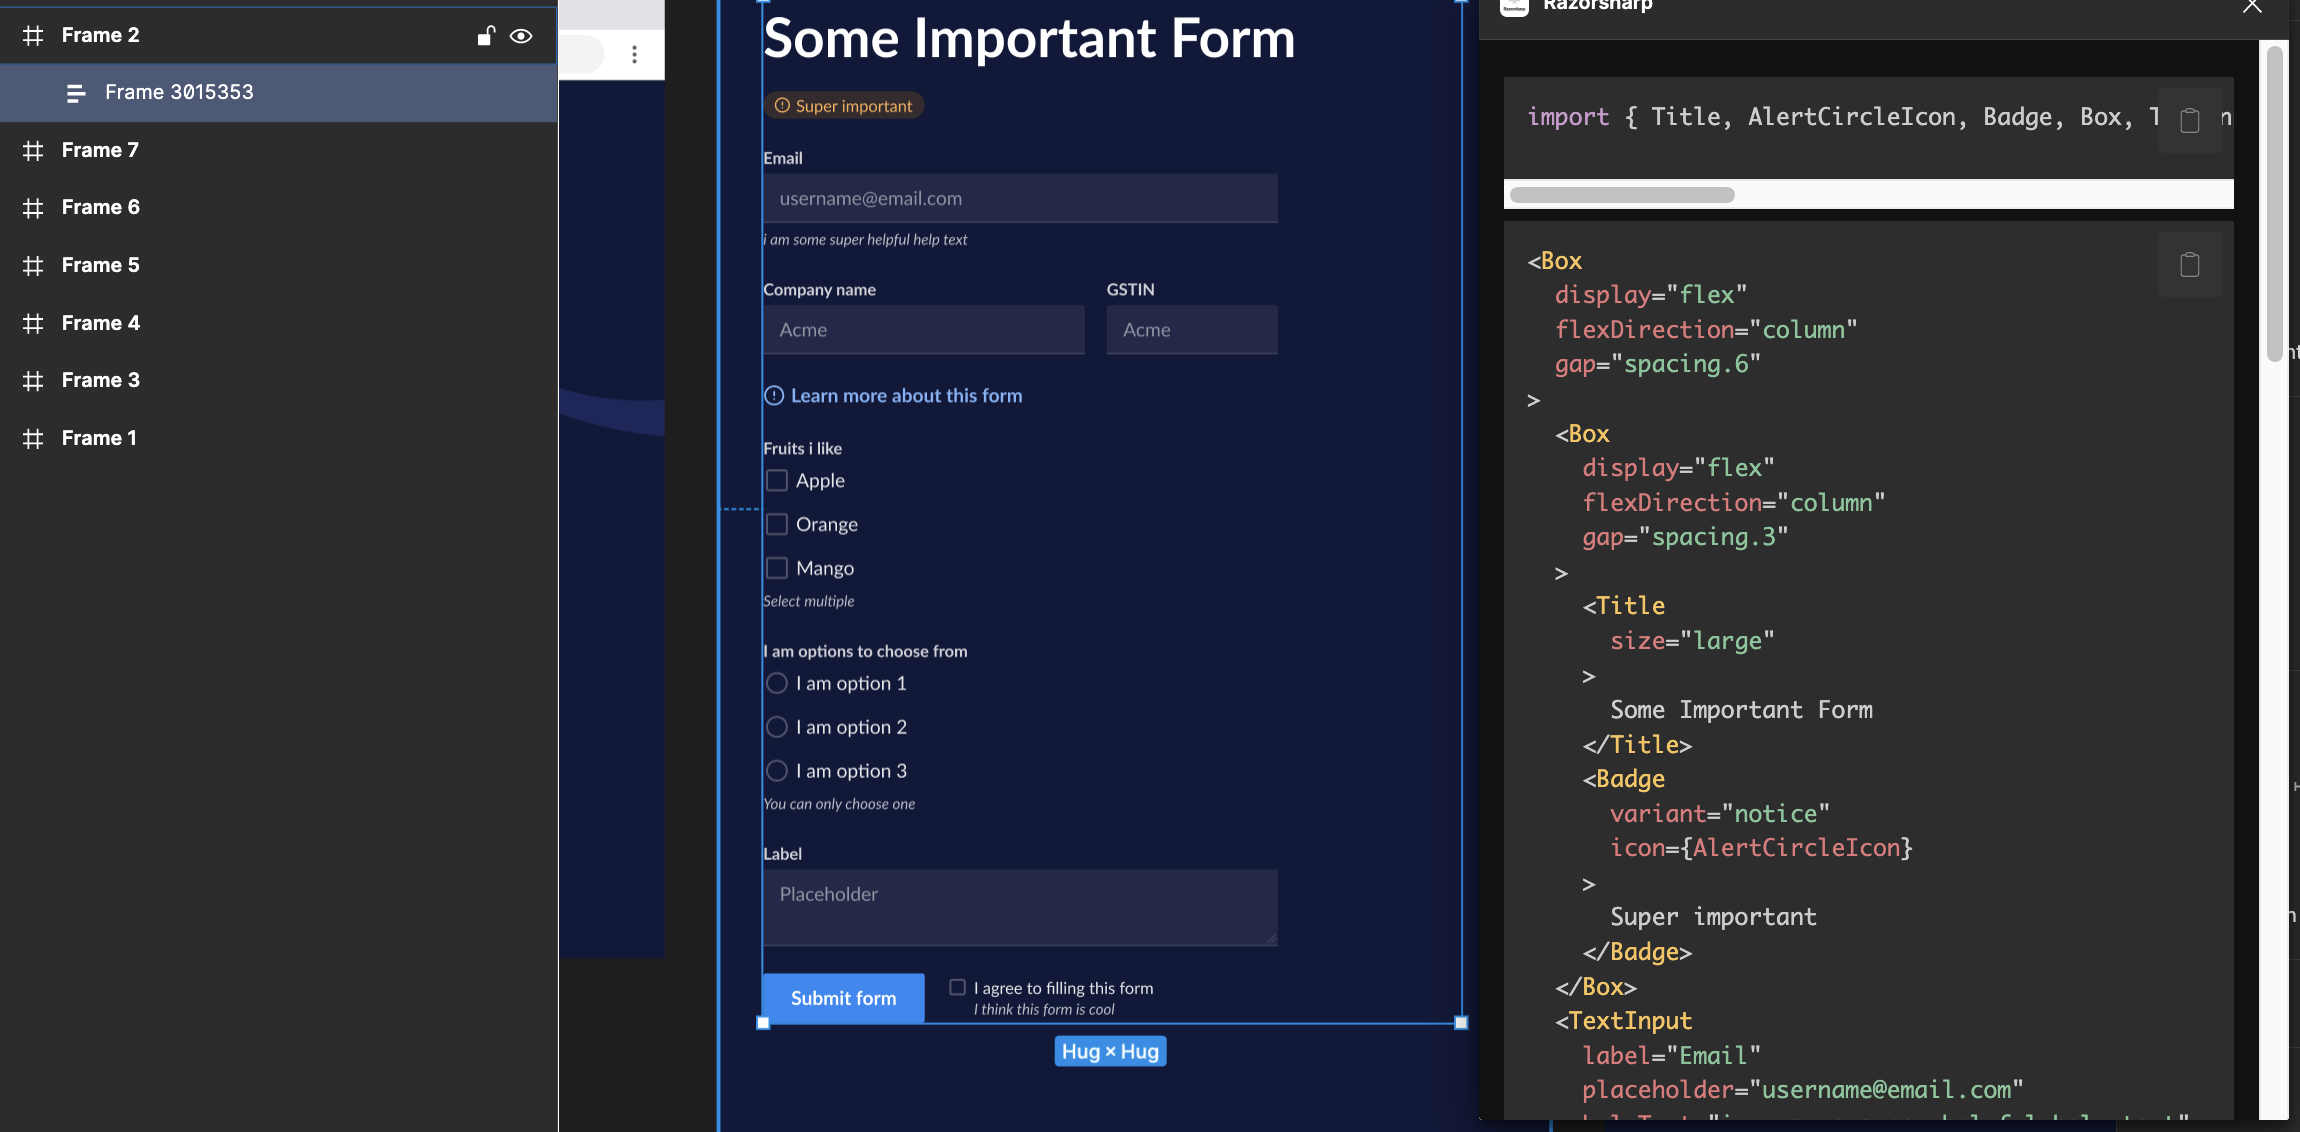 Frame 2
Frame 3015353
Frame 7
Frame 6
Frame 5
Frame 4
Frame 3
Frame 1
Some Important Form
Super important
Email
username@email.com
i am some super helpful help text
Company name
GSTIN
Acme
Acme
Learn more about this form
Fruits i like
Apple
Orange
Mango
Select multiple
I am options to choose from
I am option 1
I am option 2
I am option 3
You can only choose one
Label
Placeholder
Submit form
I agree to filling this form
I think this form is cool
Hug × Hug
Razorsharp
import { Title, AlertCircleIcon, Badge, Box,
<Box
display="flex"
flexDirection="column"
gap="spacing.6"
>
<Box
display="flex"
flexDirection="column"
gap="spacing.3"
>
<Title
size="large"
>
Some Important Form
</Title>
<Badge
variant="notice"
icon={AlertCircleIcon}
>
Super important
</Badge>
</Box>
<TextInput
label="Email"
placeholder="username@email.com"